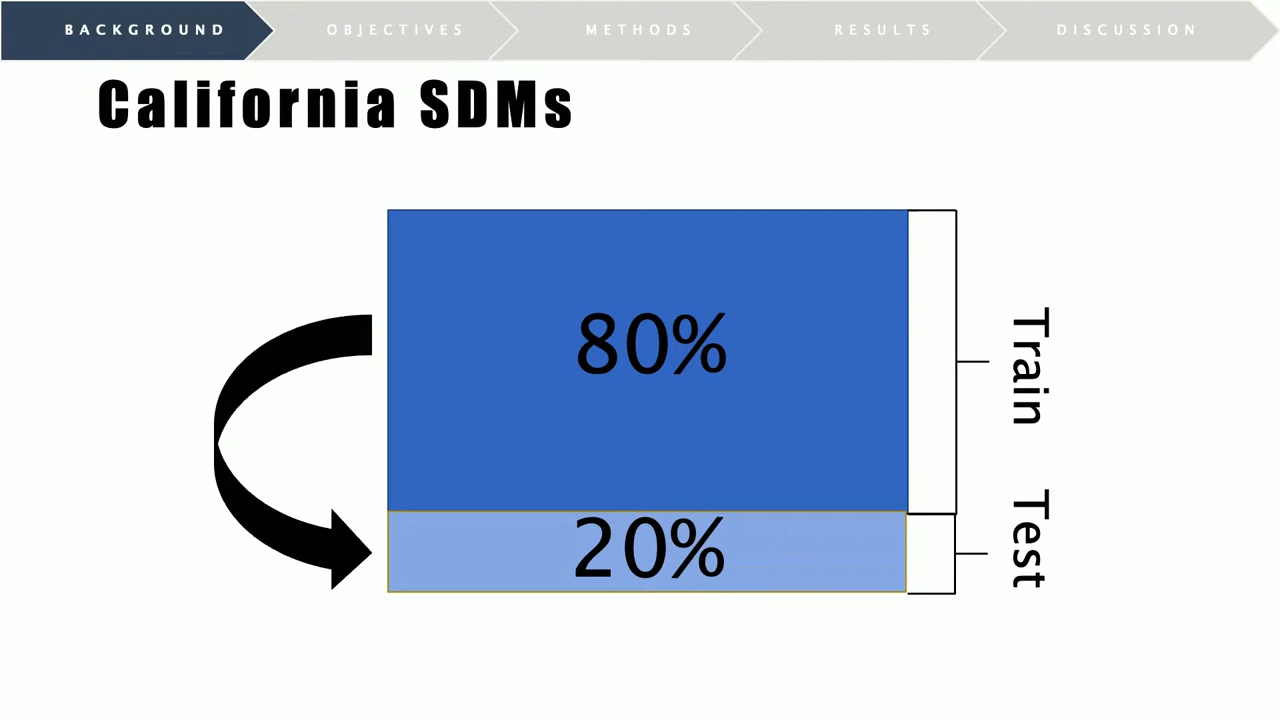 BACKGROUND
OBJECTIVES
METHODS
RESULTS
DISCUSSION
California SDMs
80%
Train
20%
Test